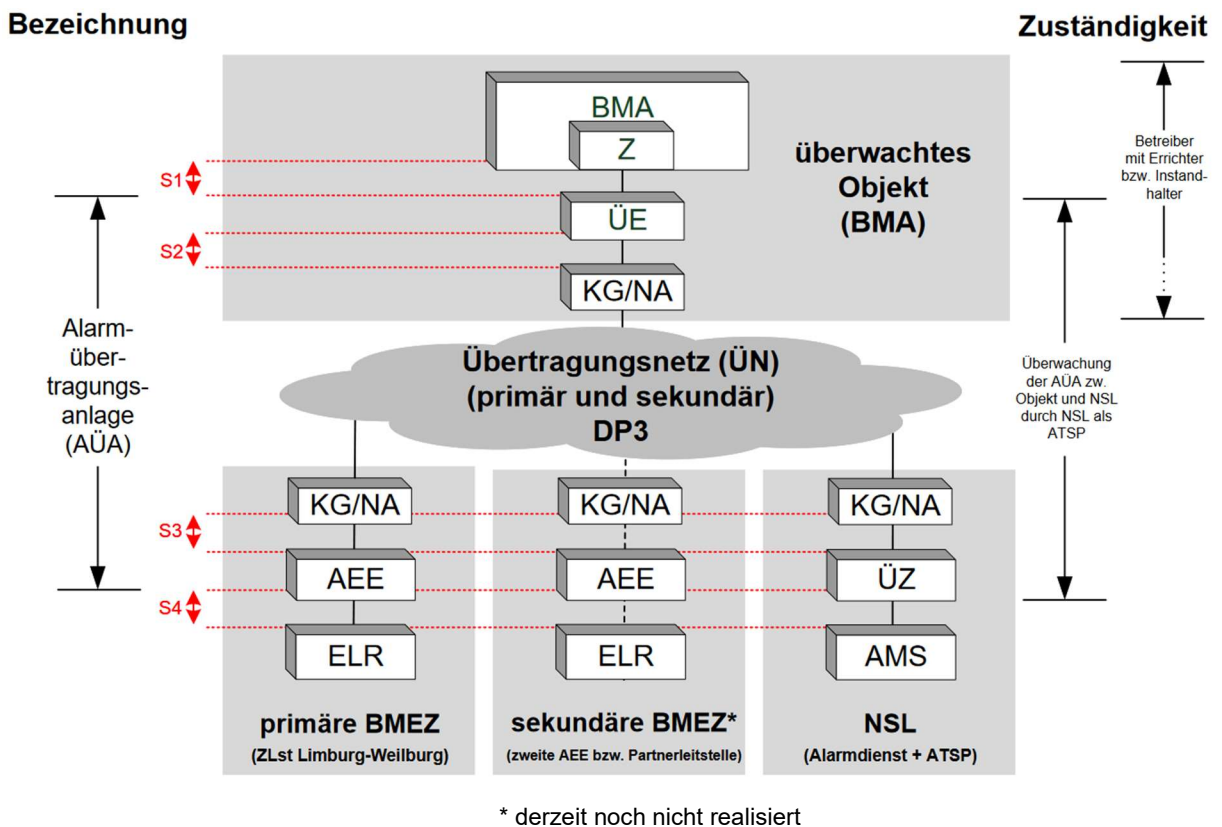 Bezeichnung
Zuständigkeit
BMA
Z
überwachtes
Objekt
(BMA)
Betreiber
mit Errichter
bzw. Instand-
halter
S1
ÜE
S2
KG/NA
Alarm-
über-
tragungs-
anlage
(AÜA)
Übertragungsnetz (ÜN)
(primär und sekundär)
DP3
Überwachung
der AÜA zw.
Objekt und NSL
durch NSL als
ATSP
KG/NA
KG/NA
KG/NA
S3
AEE
AEE
ÜZ
S4
ELR
ELR
AMS
primäre BMEZ
(ZLst Limburg-Weilburg)
sekundäre BMEZ*
(zweite AEE bzw. Partnerleitstelle)
NSL
(Alarmdienst + ATSP)
* derzeit noch nicht realisiert